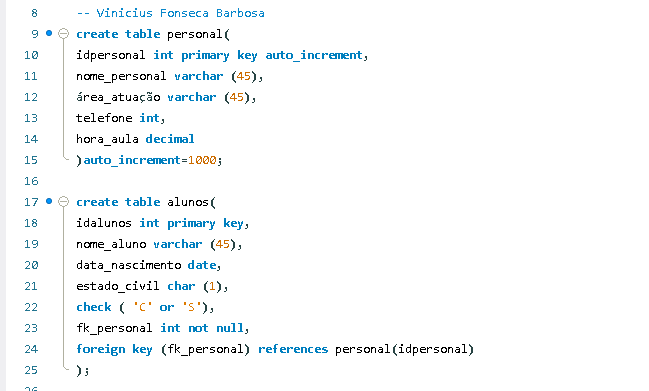 8 -- Vinicius Fonseca Barbosa
9 create table personal(
10 idpersonal int primary key auto_increment,
11 nome_personal varchar (45),
12 área_atuação varchar (45),
13 telefone int,
14 hora_aula decimal
15 )auto_increment=1000;
16
17 create table alunos(
18 idalunos int primary key,
19 nome_aluno varchar (45),
20 data_nascimento date,
21 estado_civil char (1),
22 check ( 'C' or 'S'),
23 fk_personal int not null,
24 foreign key (fk_personal) references personal(idpersonal)
25 );